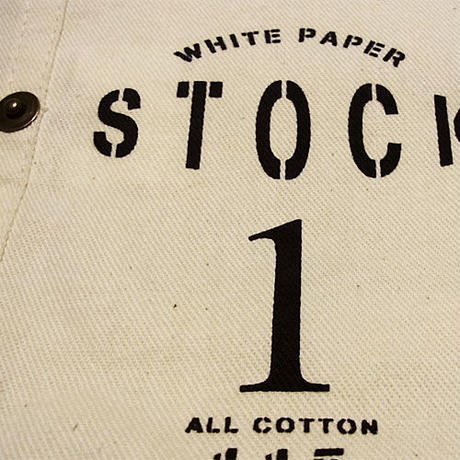 WHITE PAPER
STOCK
1
ALL COTTON